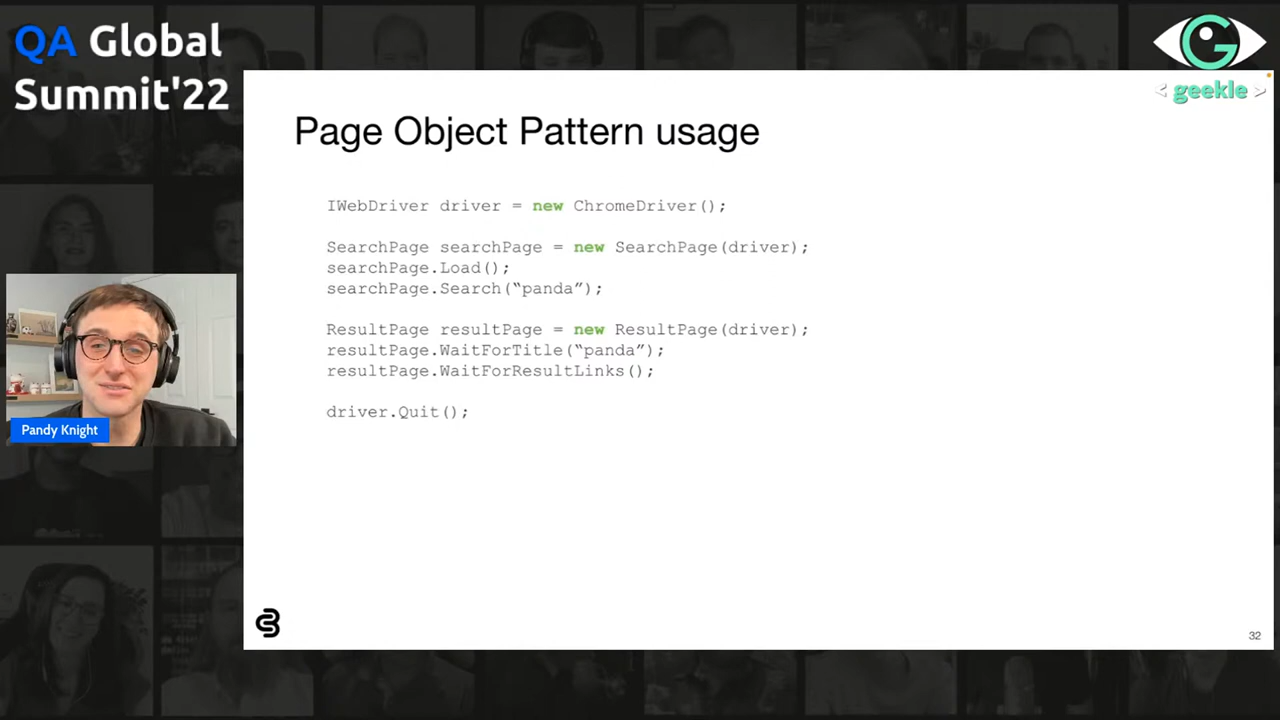 QA Global
Summit'22
< geekle >
Page Object Pattern usage
IWebDriver driver = new ChromeDriver();
SearchPage searchPage = new SearchPage(driver);
searchPage.Load();
searchPage.Search(“panda”);
ResultPage resultPage = new ResultPage(driver);
resultPage.WaitForTitle(“panda”);
resultPage.WaitForResultLinks();
driver.Quit();
Pandy Knight
32